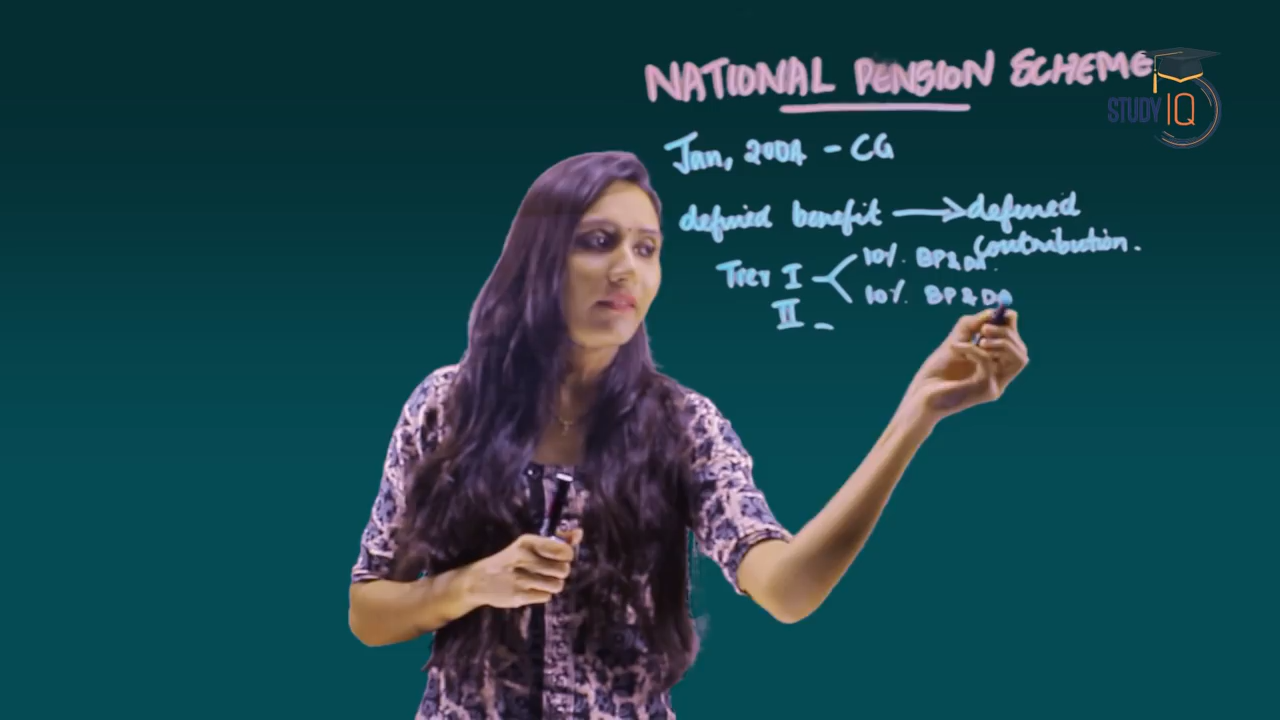 NATIONAL PENSION SCHEME
STUDY IQ
Jan, 2004 - CG
defined benefit → defined
contribution.
Tier I 10%. BP & DA.
10%. BP & DA
II -